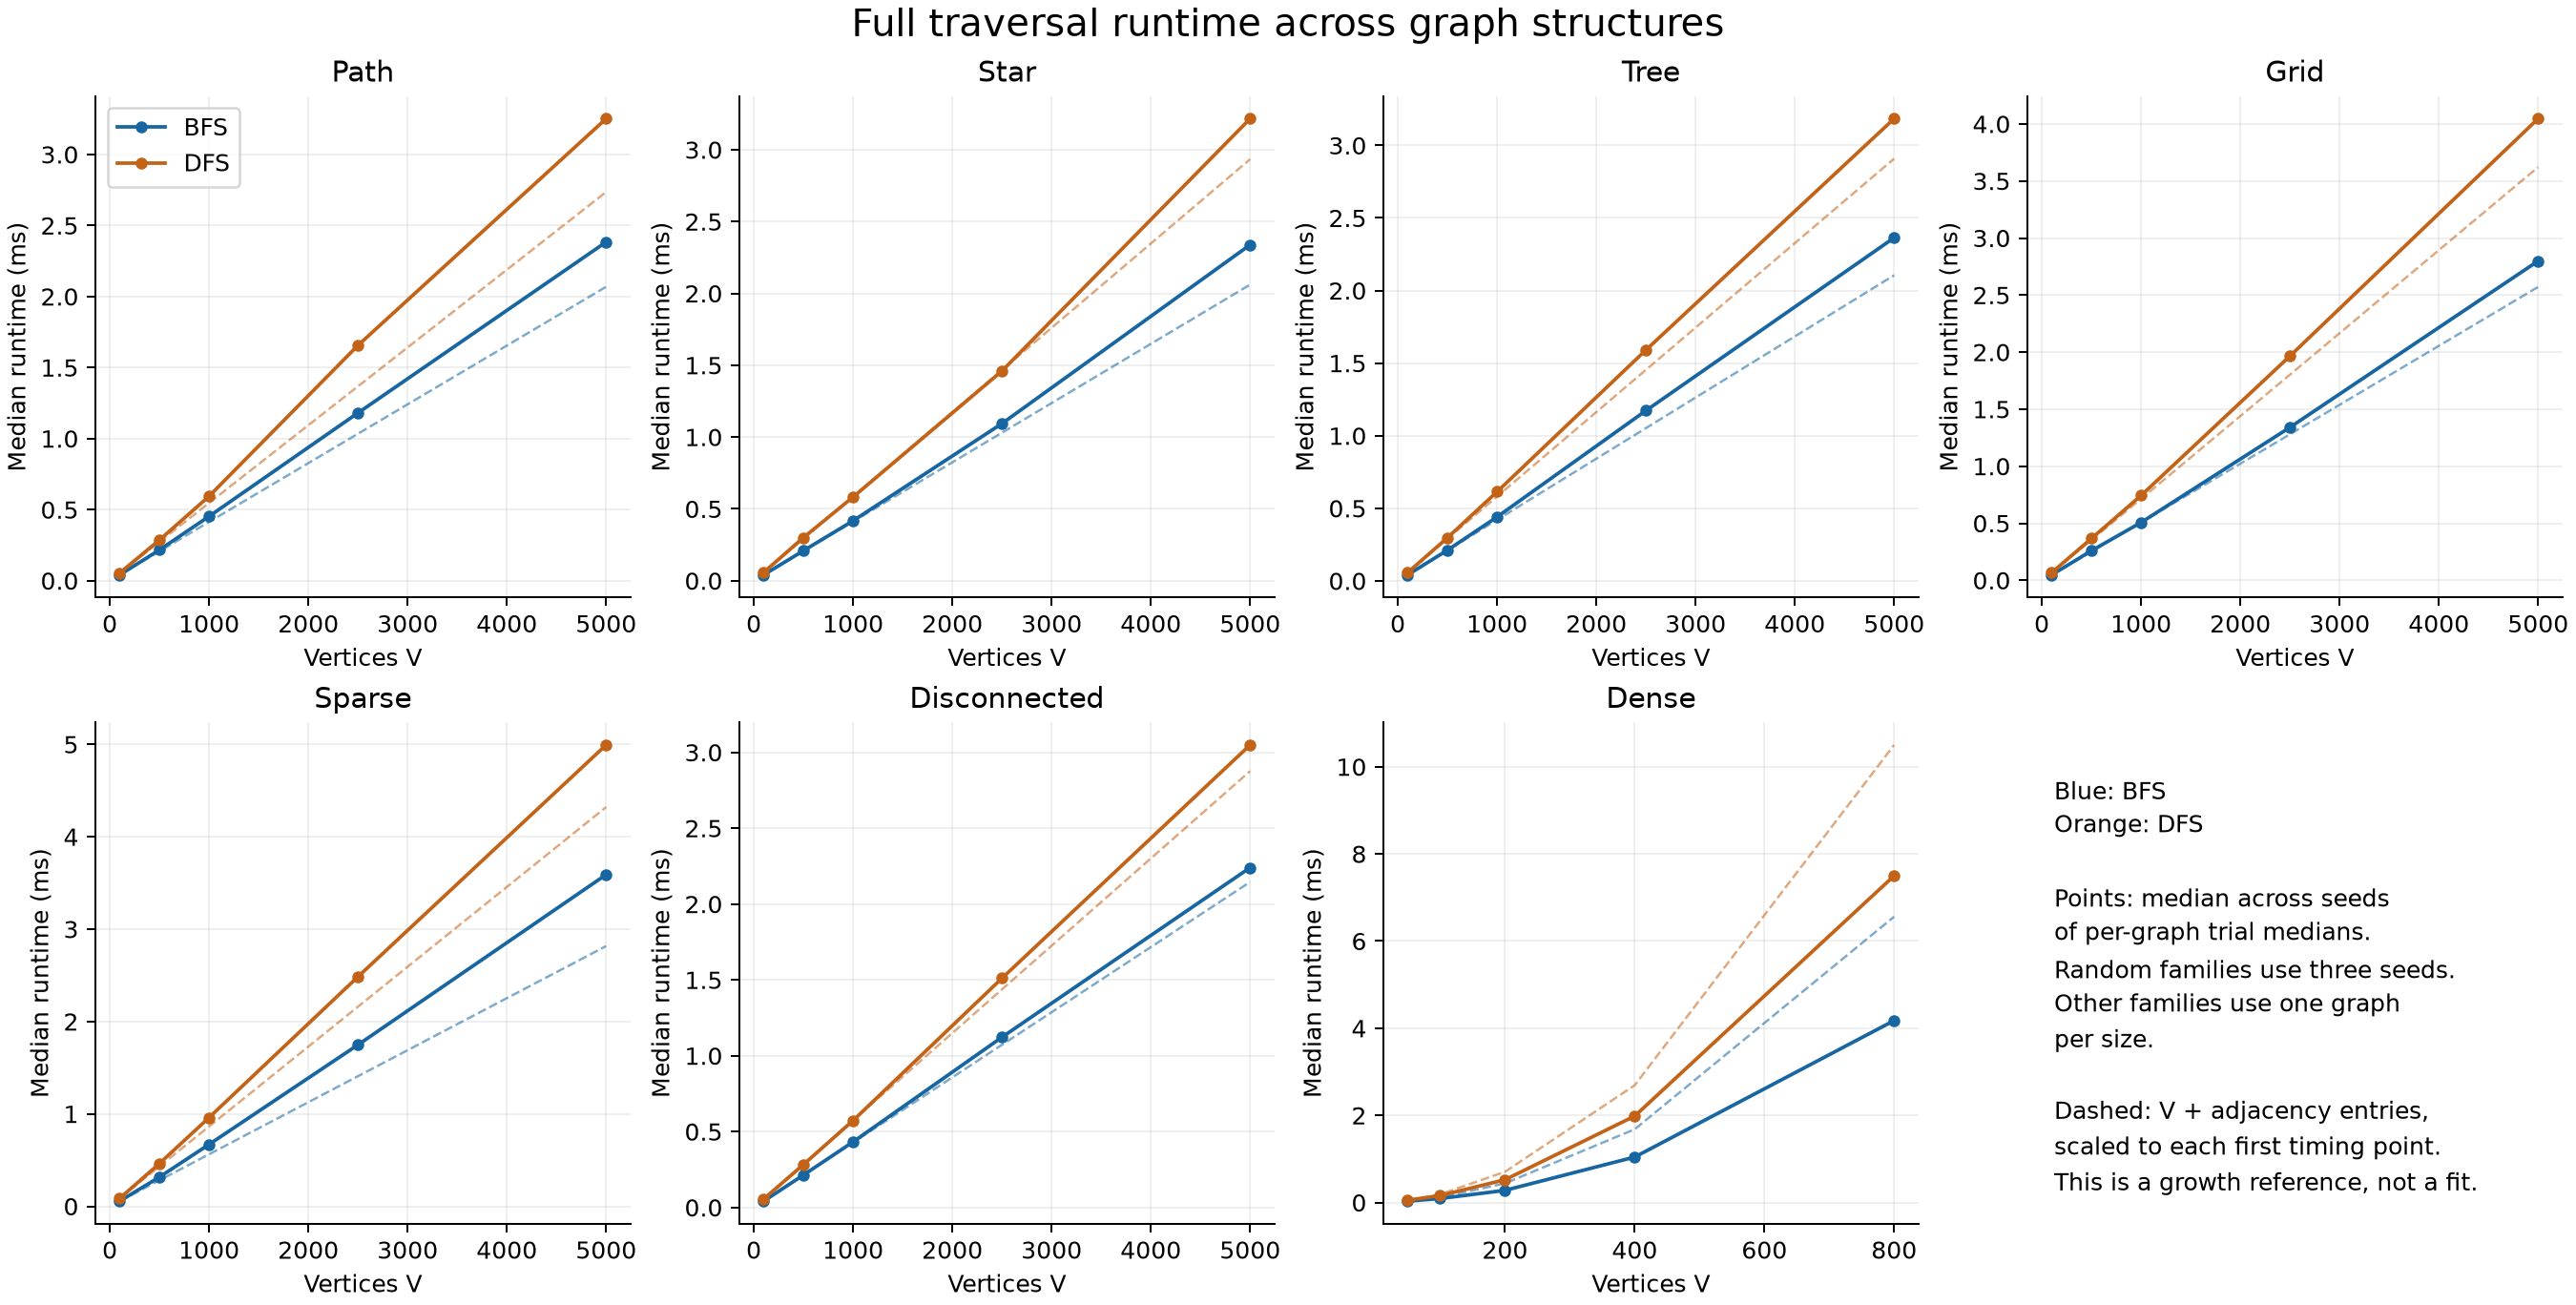 Full traversal runtime across graph structures
Path
Median runtime (ms)
3.0
2.5
2.0
1.5
1.0
0.5
0.0
BFS
DFS
0 1000 2000 3000 4000 5000
Vertices V
Star
Median runtime (ms)
3.0
2.5
2.0
1.5
1.0
0.5
0.0
0 1000 2000 3000 4000 5000
Vertices V
Tree
Median runtime (ms)
3.0
2.5
2.0
1.5
1.0
0.5
0.0
0 1000 2000 3000 4000 5000
Vertices V
Grid
Median runtime (ms)
4.0
3.5
3.0
2.5
2.0
1.5
1.0
0.5
0.0
0 1000 2000 3000 4000 5000
Vertices V
Sparse
Median runtime (ms)
5
4
3
2
1
0
0 1000 2000 3000 4000 5000
Vertices V
Disconnected
Median runtime (ms)
3.0
2.5
2.0
1.5
1.0
0.5
0.0
0 1000 2000 3000 4000 5000
Vertices V
Dense
Median runtime (ms)
10
8
6
4
2
0
200 400 600 800
Vertices V
Blue: BFS
Orange: DFS
Points: median across seeds
of per-graph trial medians.
Random families use three seeds.
Other families use one graph
per size.
Dashed: V + adjacency entries,
scaled to each first timing point.
This is a growth reference, not a fit.